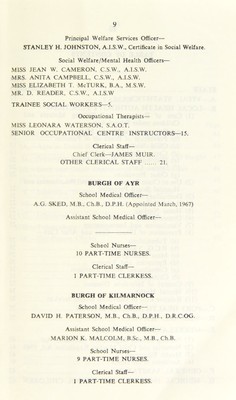 9
Principal Welfare Services Officer—
STANLEY H. JOHNSTON, A.I.S.W., Certificate in Social Welfare.
Social Welfare/Mental Health Officers—
MISS JEAN W. CAMERON, C.S.W., A.I.S.W.
MRS. ANITA CAMPBELL, C.S.W., A.I.S.W.
MISS ELIZABETH T. McTURK, B.A., M.S.W.
MR. D. READER, C.S.W., A.I.S.W
TRAINEE SOCIAL WORKERS—5.
Occupational Therapists—
MISS LEONARA WATERSON, S.A.O.T.
SENIOR OCCUPATIONAL CENTRE INSTRUCTORS—15.
Clerical Staff—
Chief Clerk—JAMES MUIR.
OTHER CLERICAL STAFF ..... 21.
BURGH OF AYR
School Medical Officer—
A.G. SKED, M.B., Ch.B., D.P.H. (Appointed March, 1967)
Assistant School Medical Officer—
School Nurses—
10 PART-TIME NURSES.
Clerical Staff—
1 PART-TIME CLERKESS.
BURGH OF KILMARNOCK
School Medical Officer—
DAVID H. PATERSON, M.B., Ch.B., D.P.H., D.R.C.OG.
Assistant School Medical Officer—
MARION K. MALCOLM, B.Sc., M.B., Ch.B.
School Nurses—
9 PART-TIME NURSES.
Clerical Staff—
1 PART-TIME CLERKESS.